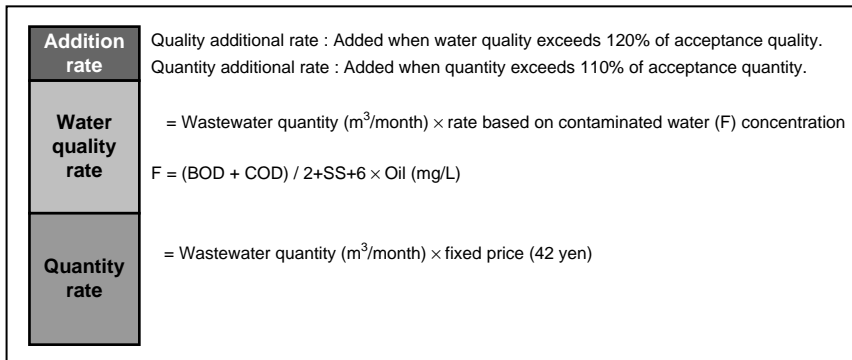 Addition
rate
Quality additional rate : Added when water quality exceeds 120% of acceptance quality.
Quantity additional rate : Added when quantity exceeds 110% of acceptance quantity.
Water
quality
rate
= Wastewater quantity (m³/month) × rate based on contaminated water (F) concentration
F = (BOD + COD) / 2+SS+6 × Oil (mg/L)
Quantity
rate
= Wastewater quantity (m³/month) × fixed price (42 yen)